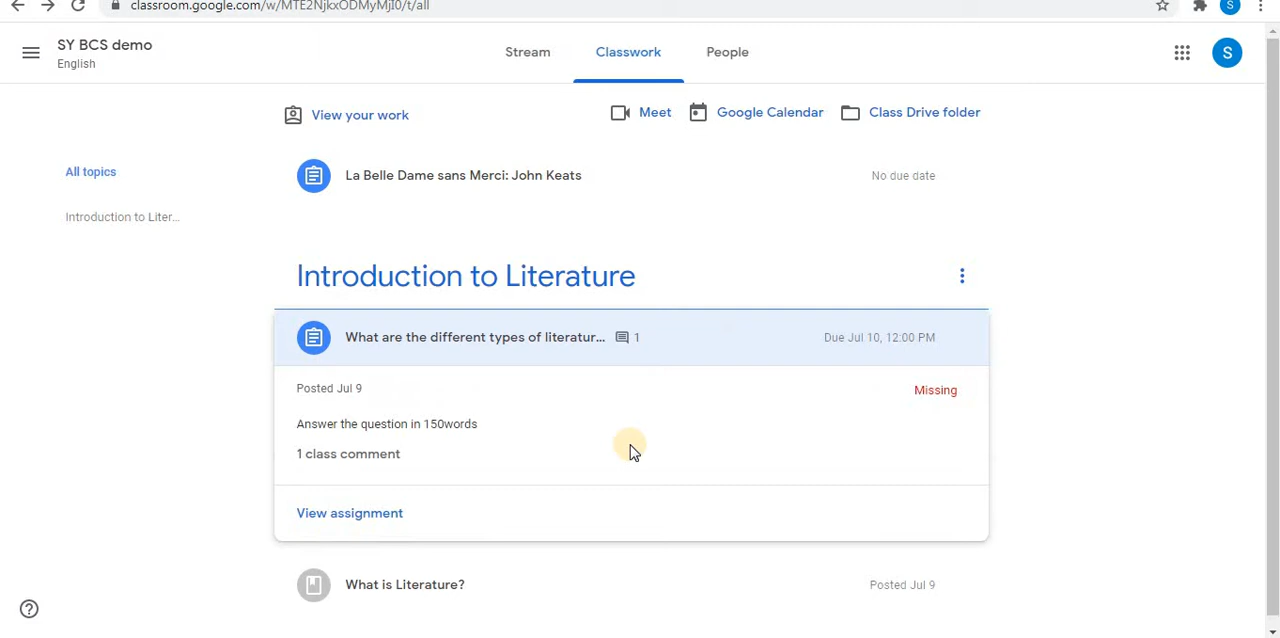 classroom.google.com/w/MTE2NjkxODMyMjI0/t/all
S
SY BCS demo
English
Stream
Classwork
People
S
View your work
Meet
Google Calendar
Class Drive folder
All topics
La Belle Dame sans Merci: John Keats
No due date
Introduction to Liter...
Introduction to Literature
What are the different types of literatur...
1
Due Jul 10, 12:00 PM
Posted Jul 9
Missing
Answer the question in 150words
1 class comment
View assignment
What is Literature?
Posted Jul 9